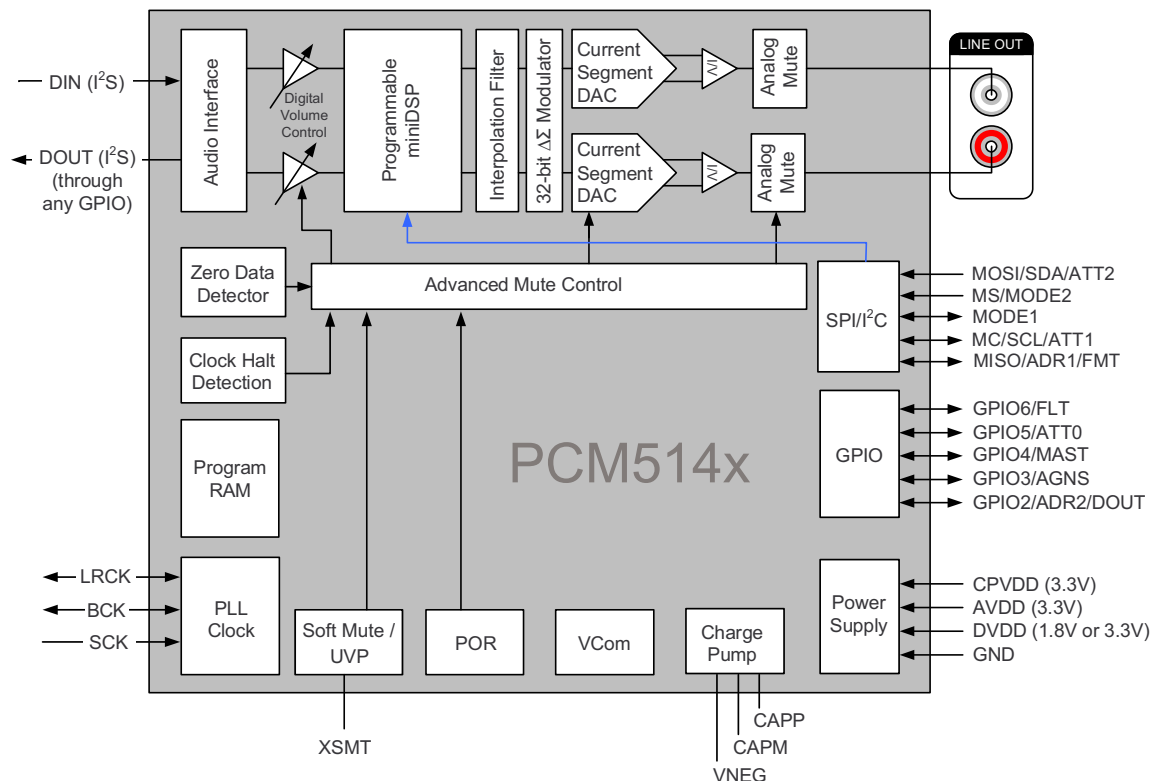 DIN (I²S)
DOUT (I²S)
(through
any GPIO)
Audio Interface
Digital
Volume
Control
Programmable
miniDSP
Interpolation Filter
32-bit ΔΣ Modulator
Current
Segment
DAC
I/V
Analog
Mute
Current
Segment
DAC
I/V
Analog
Mute
LINE OUT
Zero Data
Detector
Advanced Mute Control
Clock Halt
Detection
SPI/I²C
MOSI/SDA/ATT2
MS/MODE2
MODE1
MC/SCL/ATT1
MISO/ADR1/FMT
Program
RAM
PCM514x
GPIO
GPIO6/FLT
GPIO5/ATT0
GPIO4/MAST
GPIO3/AGNS
GPIO2/ADR2/DOUT
LRCK
BCK
SCK
PLL
Clock
Soft Mute /
UVP
POR
VCom
Charge
Pump
Power
Supply
CPVDD (3.3V)
AVDD (3.3V)
DVDD (1.8V or 3.3V)
GND
XSMT
CAPP
CAPM
VNEG